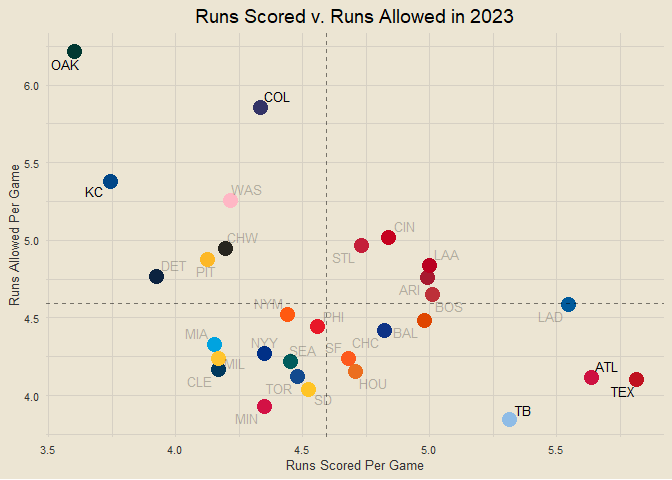 Runs Scored v. Runs Allowed in 2023
OAK
6.0
COL
5.5
KC
WAS
CIN
5.0
CHW
STL
LAA
DET
PIT
ARI
NYM
BOS
4.5
PHI
BAL
LAD
MIA
NYY
SEA
SF
CHC
MIL
CLE
TOR
HOU
ATL
4.0
SD
TEX
MIN
TB
3.5
4.0
4.5
5.0
5.5
Runs Scored Per Game
Runs Allowed Per Game